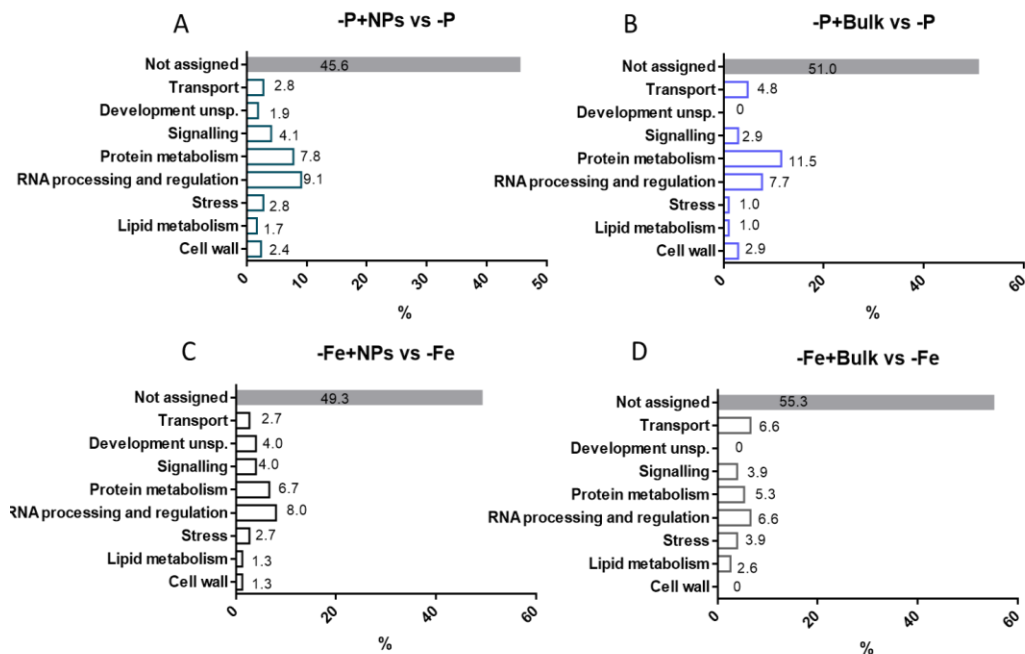 A
-P+NPs vs -P
Not assigned 45.6
Transport 2.8
Development unsp. 1.9
Signalling 4.1
Protein metabolism 7.8
RNA processing and regulation 9.1
Stress 2.8
Lipid metabolism 1.7
Cell wall 2.4
0 10 20 30 40 50
%
B
-P+Bulk vs -P
Not assigned 51.0
Transport 4.8
Development unsp. 0
Signalling 2.9
Protein metabolism 11.5
RNA processing and regulation 7.7
Stress 1.0
Lipid metabolism 1.0
Cell wall 2.9
0 20 40 60
%
C
-Fe+NPs vs -Fe
Not assigned 49.3
Transport 2.7
Development unsp. 4.0
Signalling 4.0
Protein metabolism 6.7
RNA processing and regulation 8.0
Stress 2.7
Lipid metabolism 1.3
Cell wall 1.3
0 20 40 60
%
D
-Fe+Bulk vs -Fe
Not assigned 55.3
Transport 6.6
Development unsp. 0
Signalling 3.9
Protein metabolism 5.3
RNA processing and regulation 6.6
Stress 3.9
Lipid metabolism 2.6
Cell wall 0
0 20 40 60
%